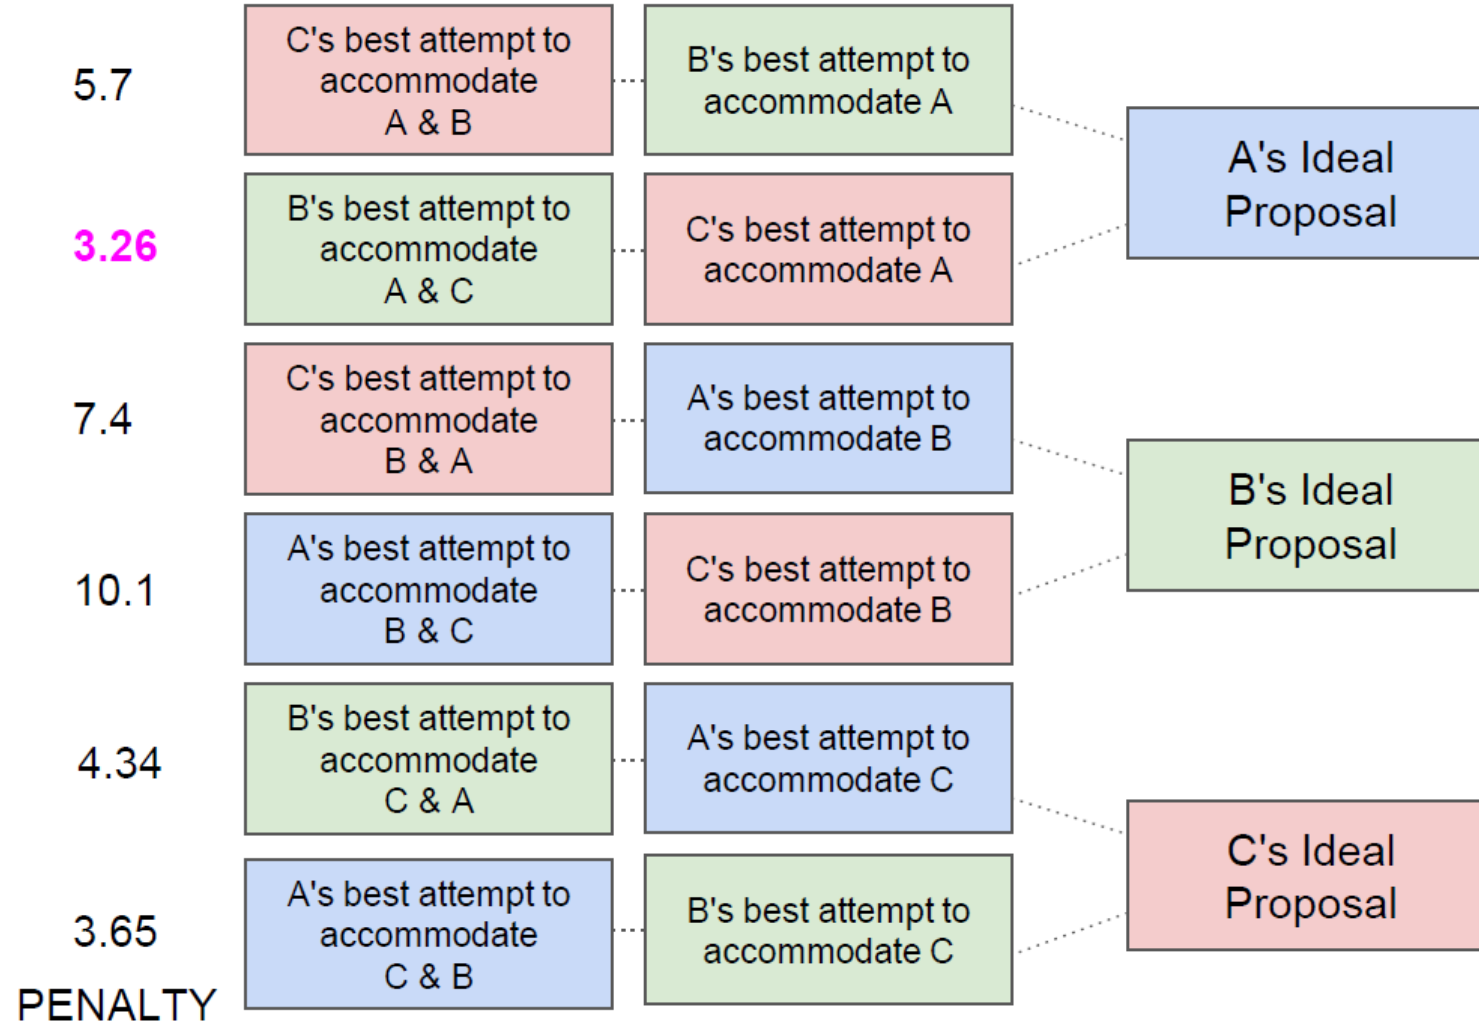 5.7
C's best attempt to
accommodate
A & B
B's best attempt to
accommodate A
A's Ideal
Proposal
3.26
B's best attempt to
accommodate
A & C
C's best attempt to
accommodate A
7.4
C's best attempt to
accommodate
B & A
A's best attempt to
accommodate B
B's Ideal
Proposal
10.1
A's best attempt to
accommodate
B & C
C's best attempt to
accommodate B
4.34
B's best attempt to
accommodate
C & A
A's best attempt to
accommodate C
C's Ideal
Proposal
3.65
A's best attempt to
accommodate
C & B
B's best attempt to
accommodate C
PENALTY